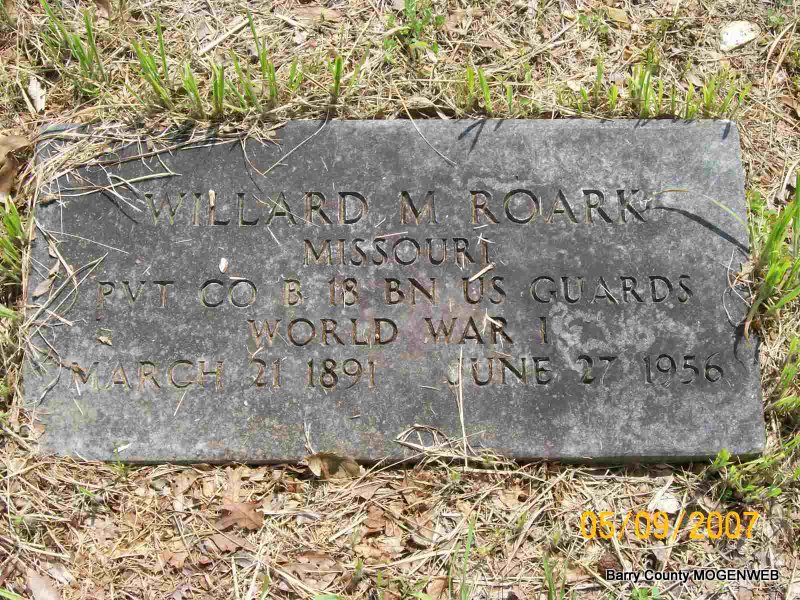 WILLARD M ROARK
MISSOURI
PVT CO B 18 BN US GUARDS
WORLD WAR I
MARCH 21 1891 JUNE 27 1956
05/09/2007
Barry County MOGENWEB